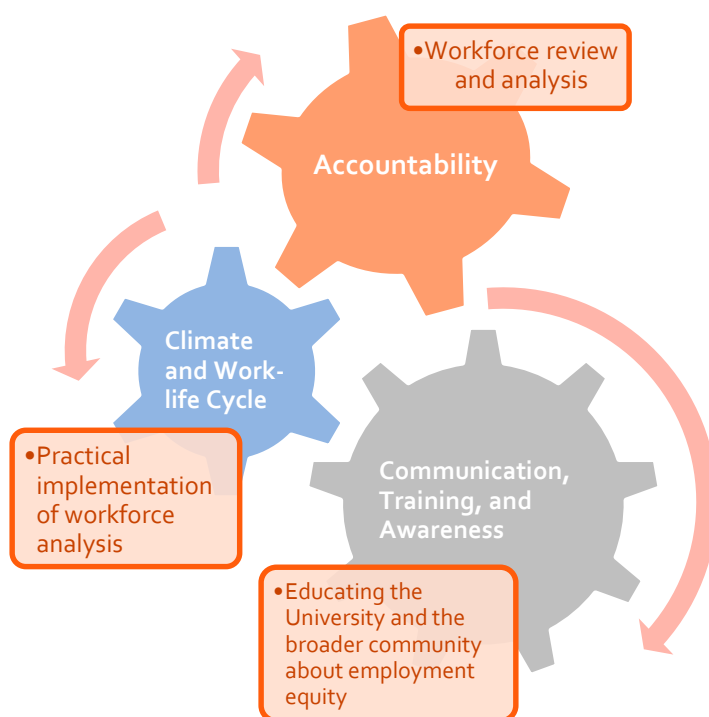 •Workforce review
and analysis
Accountability
Climate
and Work-
life Cycle
•Practical
implementation
of workforce
analysis
Communication,
Training, and
Awareness
•Educating the
University and the
broader community
about employment
equity